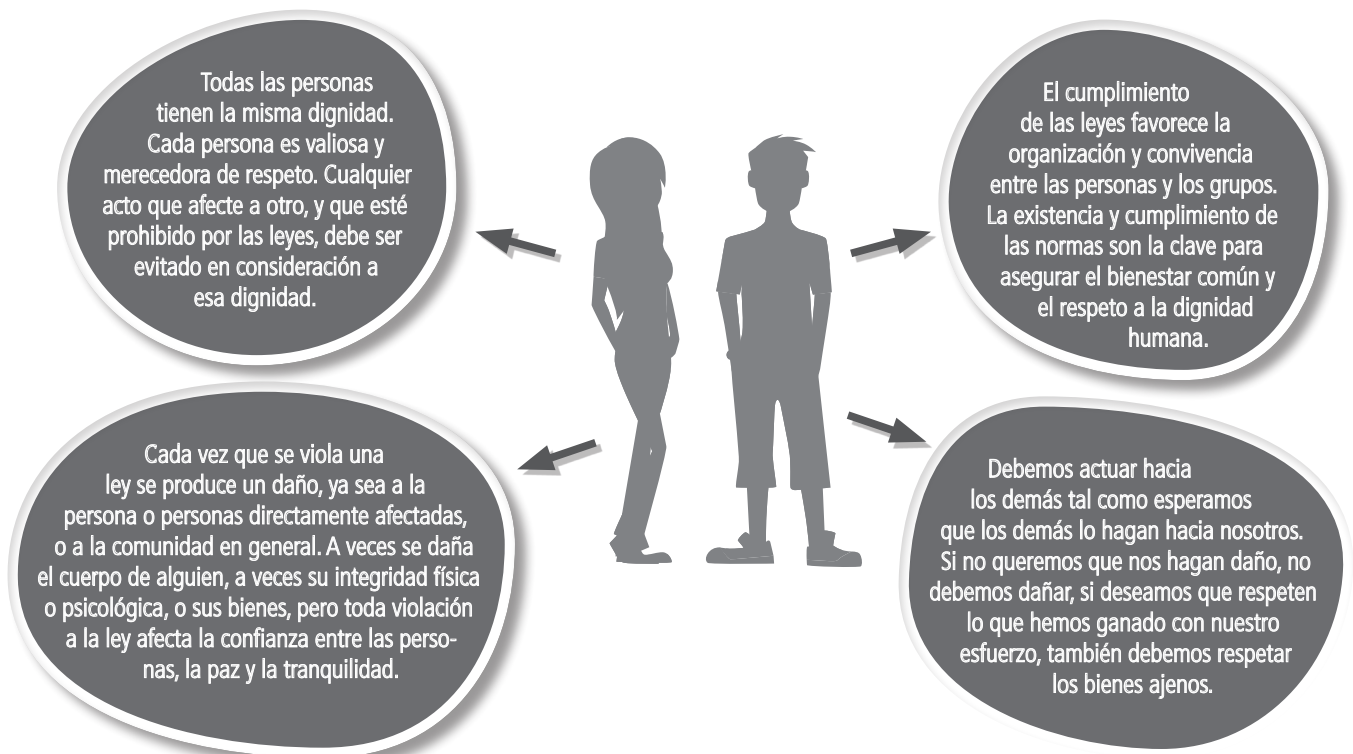 Todas las personas
tienen la misma dignidad.
Cada persona es valiosa y
merecedora de respeto. Cualquier
acto que afecte a otro, y que esté
prohibido por las leyes, debe ser
evitado en consideración a
esa dignidad.
El cumplimiento
de las leyes favorece la
organización y convivencia
entre las personas y los grupos.
La existencia y cumplimiento de
las normas son la clave para
asegurar el bienestar común y
el respeto a la dignidad
humana.
Cada vez que se viola una
ley se produce un daño, ya sea a la
persona o personas directamente afectadas,
o a la comunidad en general. A veces se daña
el cuerpo de alguien, a veces su integridad física
o psicológica, o sus bienes, pero toda violación
a la ley afecta la confianza entre las perso-
nas, la paz y la tranquilidad.
Debemos actuar hacia
los demás tal como esperamos
que los demás lo hagan hacia nosotros.
Si no queremos que nos hagan daño, no
debemos dañar, si deseamos que respeten
lo que hemos ganado con nuestro
esfuerzo, también debemos respetar
los bienes ajenos.